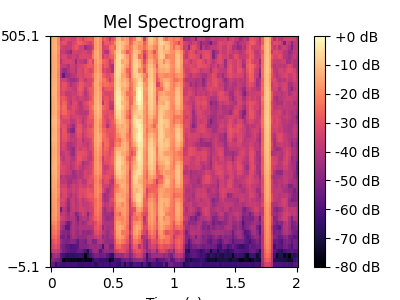 Mel Spectrogram
505.1
−5.1
0
0.5
1
1.5
2
+0 dB
-10 dB
-20 dB
-30 dB
-40 dB
-50 dB
-60 dB
-70 dB
-80 dB